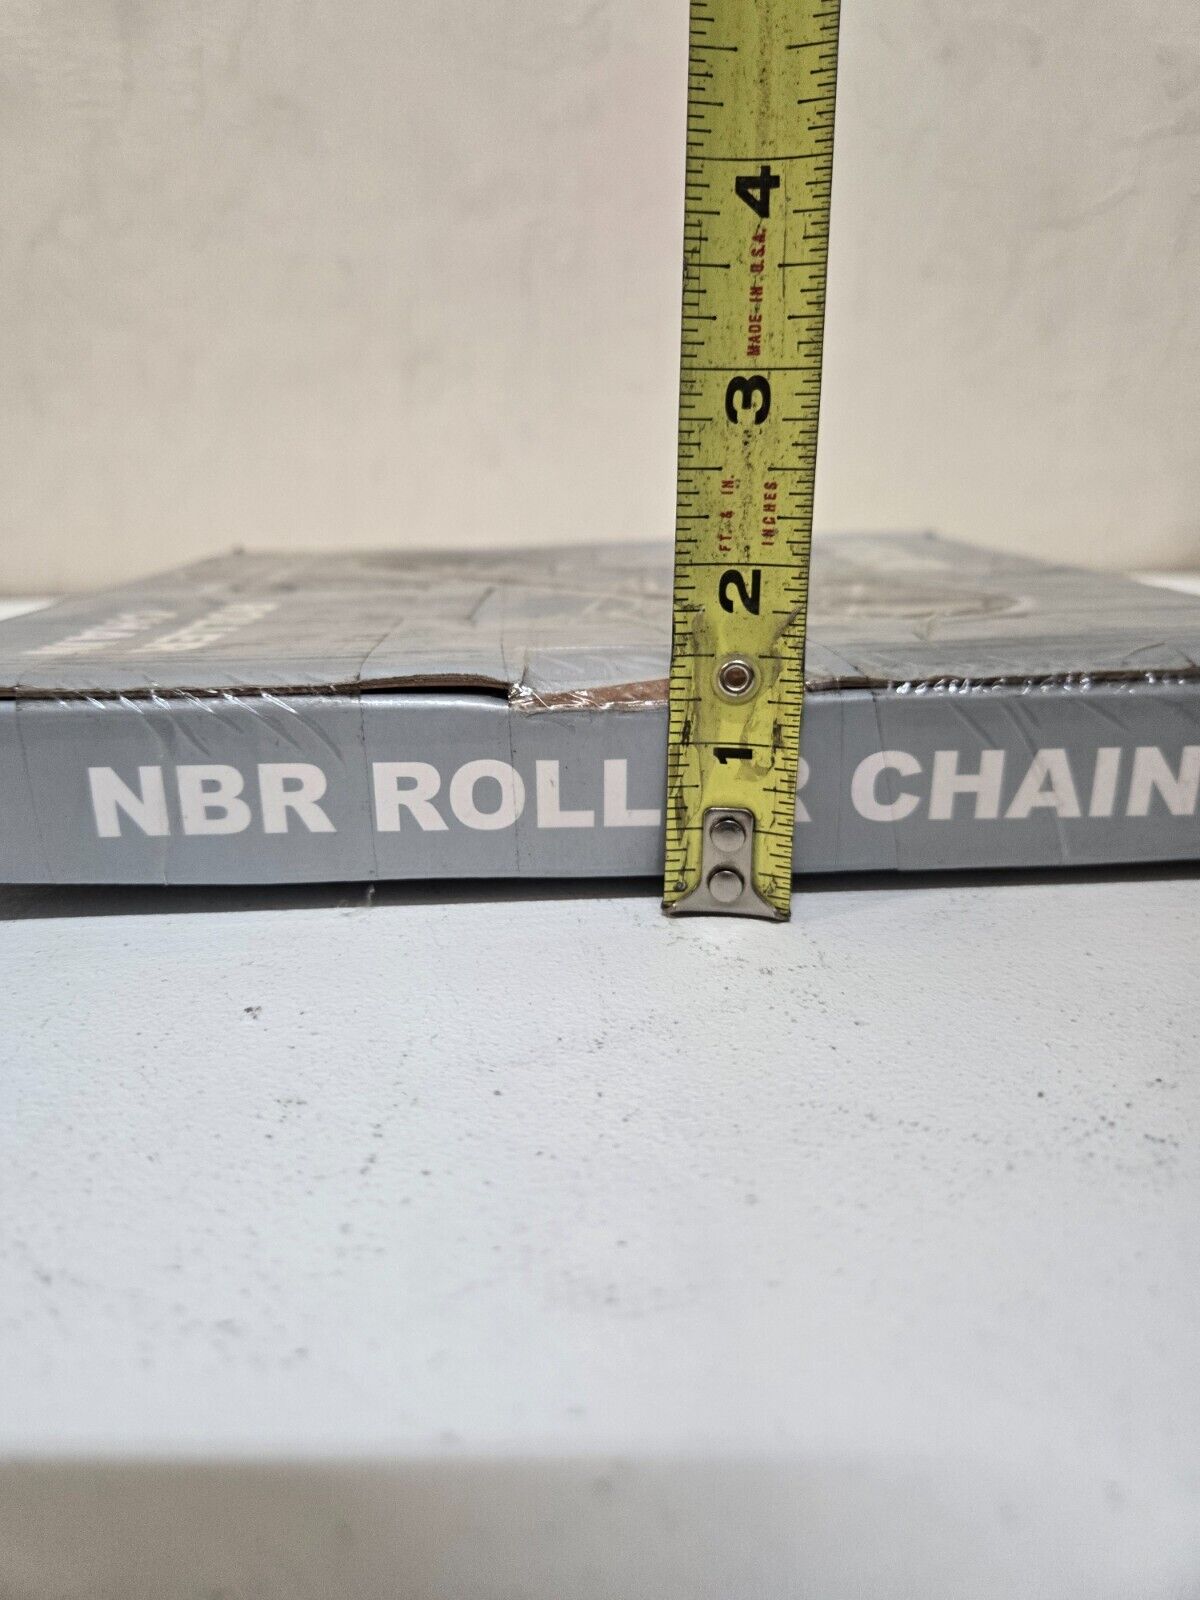 4
MADE IN U.S.A.
3
FT. & IN.
INCHES
2
1
NBR ROLL R CHAIN